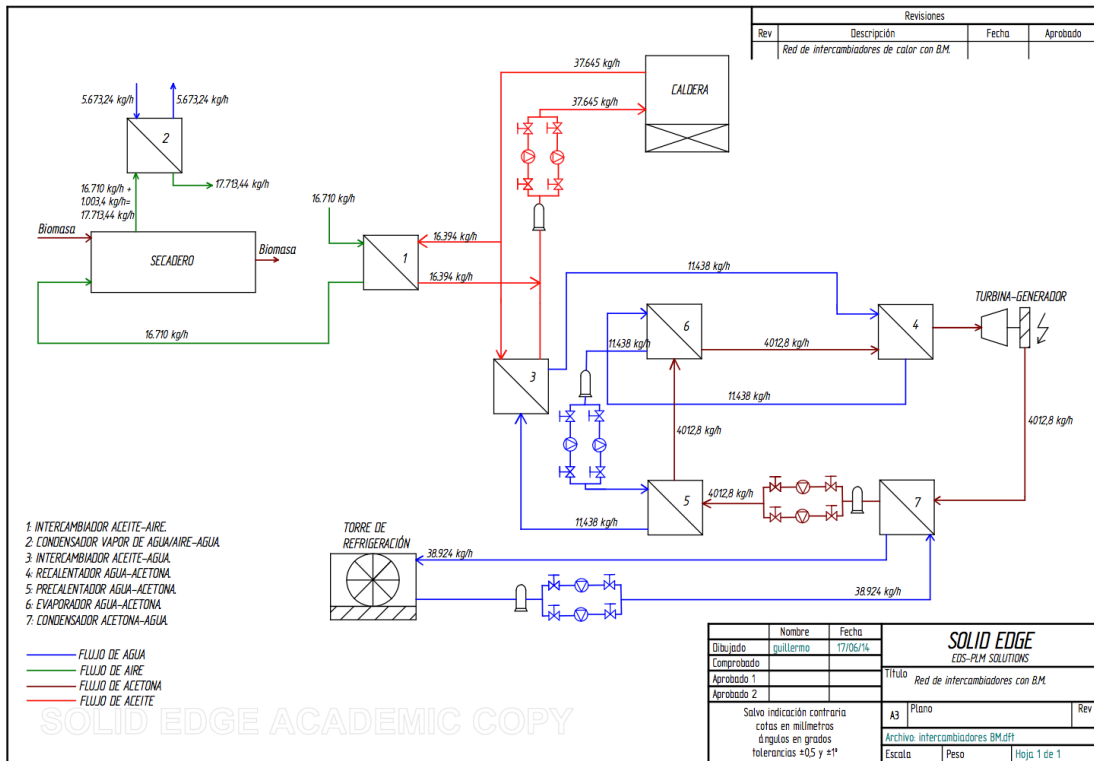 Revisiones
Rev Descripción Fecha Aprobado
Red de intercambiadores de calor con B.M.
37.645 kg/h
CALDERA
37.645 kg/h
5.673,24 kg/h
5.673,24 kg/h
2
17.713,44 kg/h
16.710 kg/h +
1.003,4 kg/h=
17.713,44 kg/h
16.710 kg/h
Biomasa
SECADERO
Biomasa
16.394 kg/h
1
16.394 kg/h
16.710 kg/h
11.438 kg/h
TURBINA-GENERADOR
6
4
11.438 kg/h
4012,8 kg/h
4012,8 kg/h
3
11.438 kg/h
4012,8 kg/h
4012,8 kg/h
5
7
11,438 kg/h
1: INTERCAMBIADOR ACEITE-AIRE.
2: CONDENSADOR VAPOR DE AGUA/AIRE-AGUA.
3: INTERCAMBIADOR ACEITE-AGUA.
4: RECALENTADOR AGUA-ACETONA.
5: PRECALENTADOR AGUA-ACETONA.
6: EVAPORADOR AGUA-ACETONA.
7: CONDENSADOR ACETONA-AGUA.
TORRE DE
REFRIGERACIÓN
38.924 kg/h
38.924 kg/h
FLUJO DE AGUA
FLUJO DE AIRE
FLUJO DE ACETONA
FLUJO DE ACEITE
SOLID EDGE ACADEMIC COPY
Nombre Fecha
Dibujado guillermo 17/06/14
Comprobado
Aprobado 1
Aprobado 2
SOLID EDGE
EDS-PLM SOLUTIONS
Título Red de intercambiadores con B.M.
Salvo indicación contraria
cotas en milímetros
ángulos en grados
tolerancias ±0,5 y ±1º
A3 Plano Rev
Archivo: intercambiadores BM.dft
Escala Peso Hoja 1 de 1